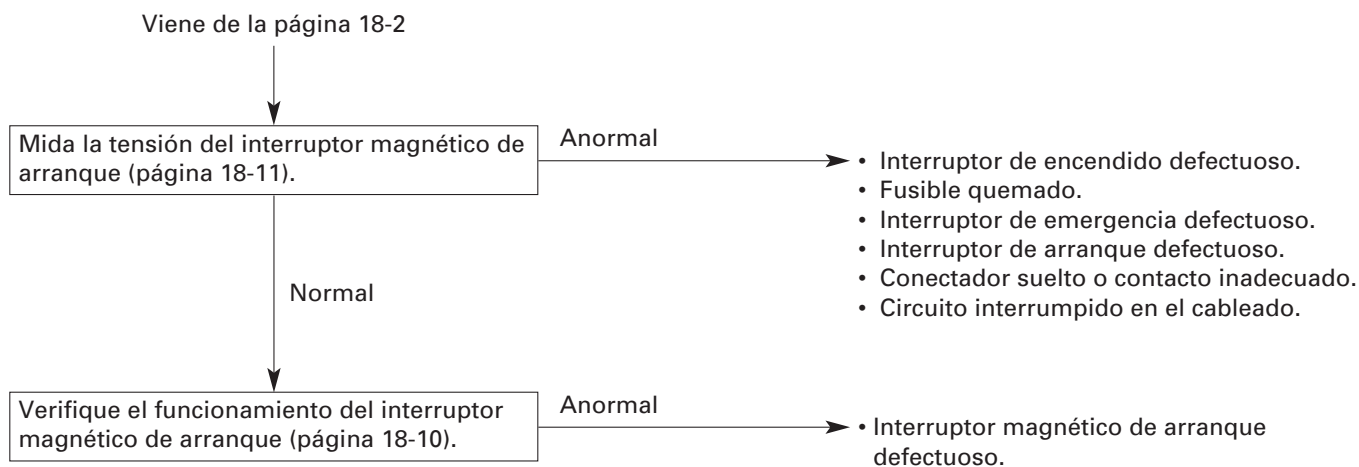 Viene de la página 18-2
Mida la tensión del interruptor magnético de
arranque (página 18-11).
Anormal
• Interruptor de encendido defectuoso.
• Fusible quemado.
• Interruptor de emergencia defectuoso.
• Interruptor de arranque defectuoso.
• Conectador suelto o contacto inadecuado.
• Circuito interrumpido en el cableado.
Normal
Verifique el funcionamiento del interruptor
magnético de arranque (página 18-10).
Anormal
• Interruptor magnético de arranque
defectuoso.